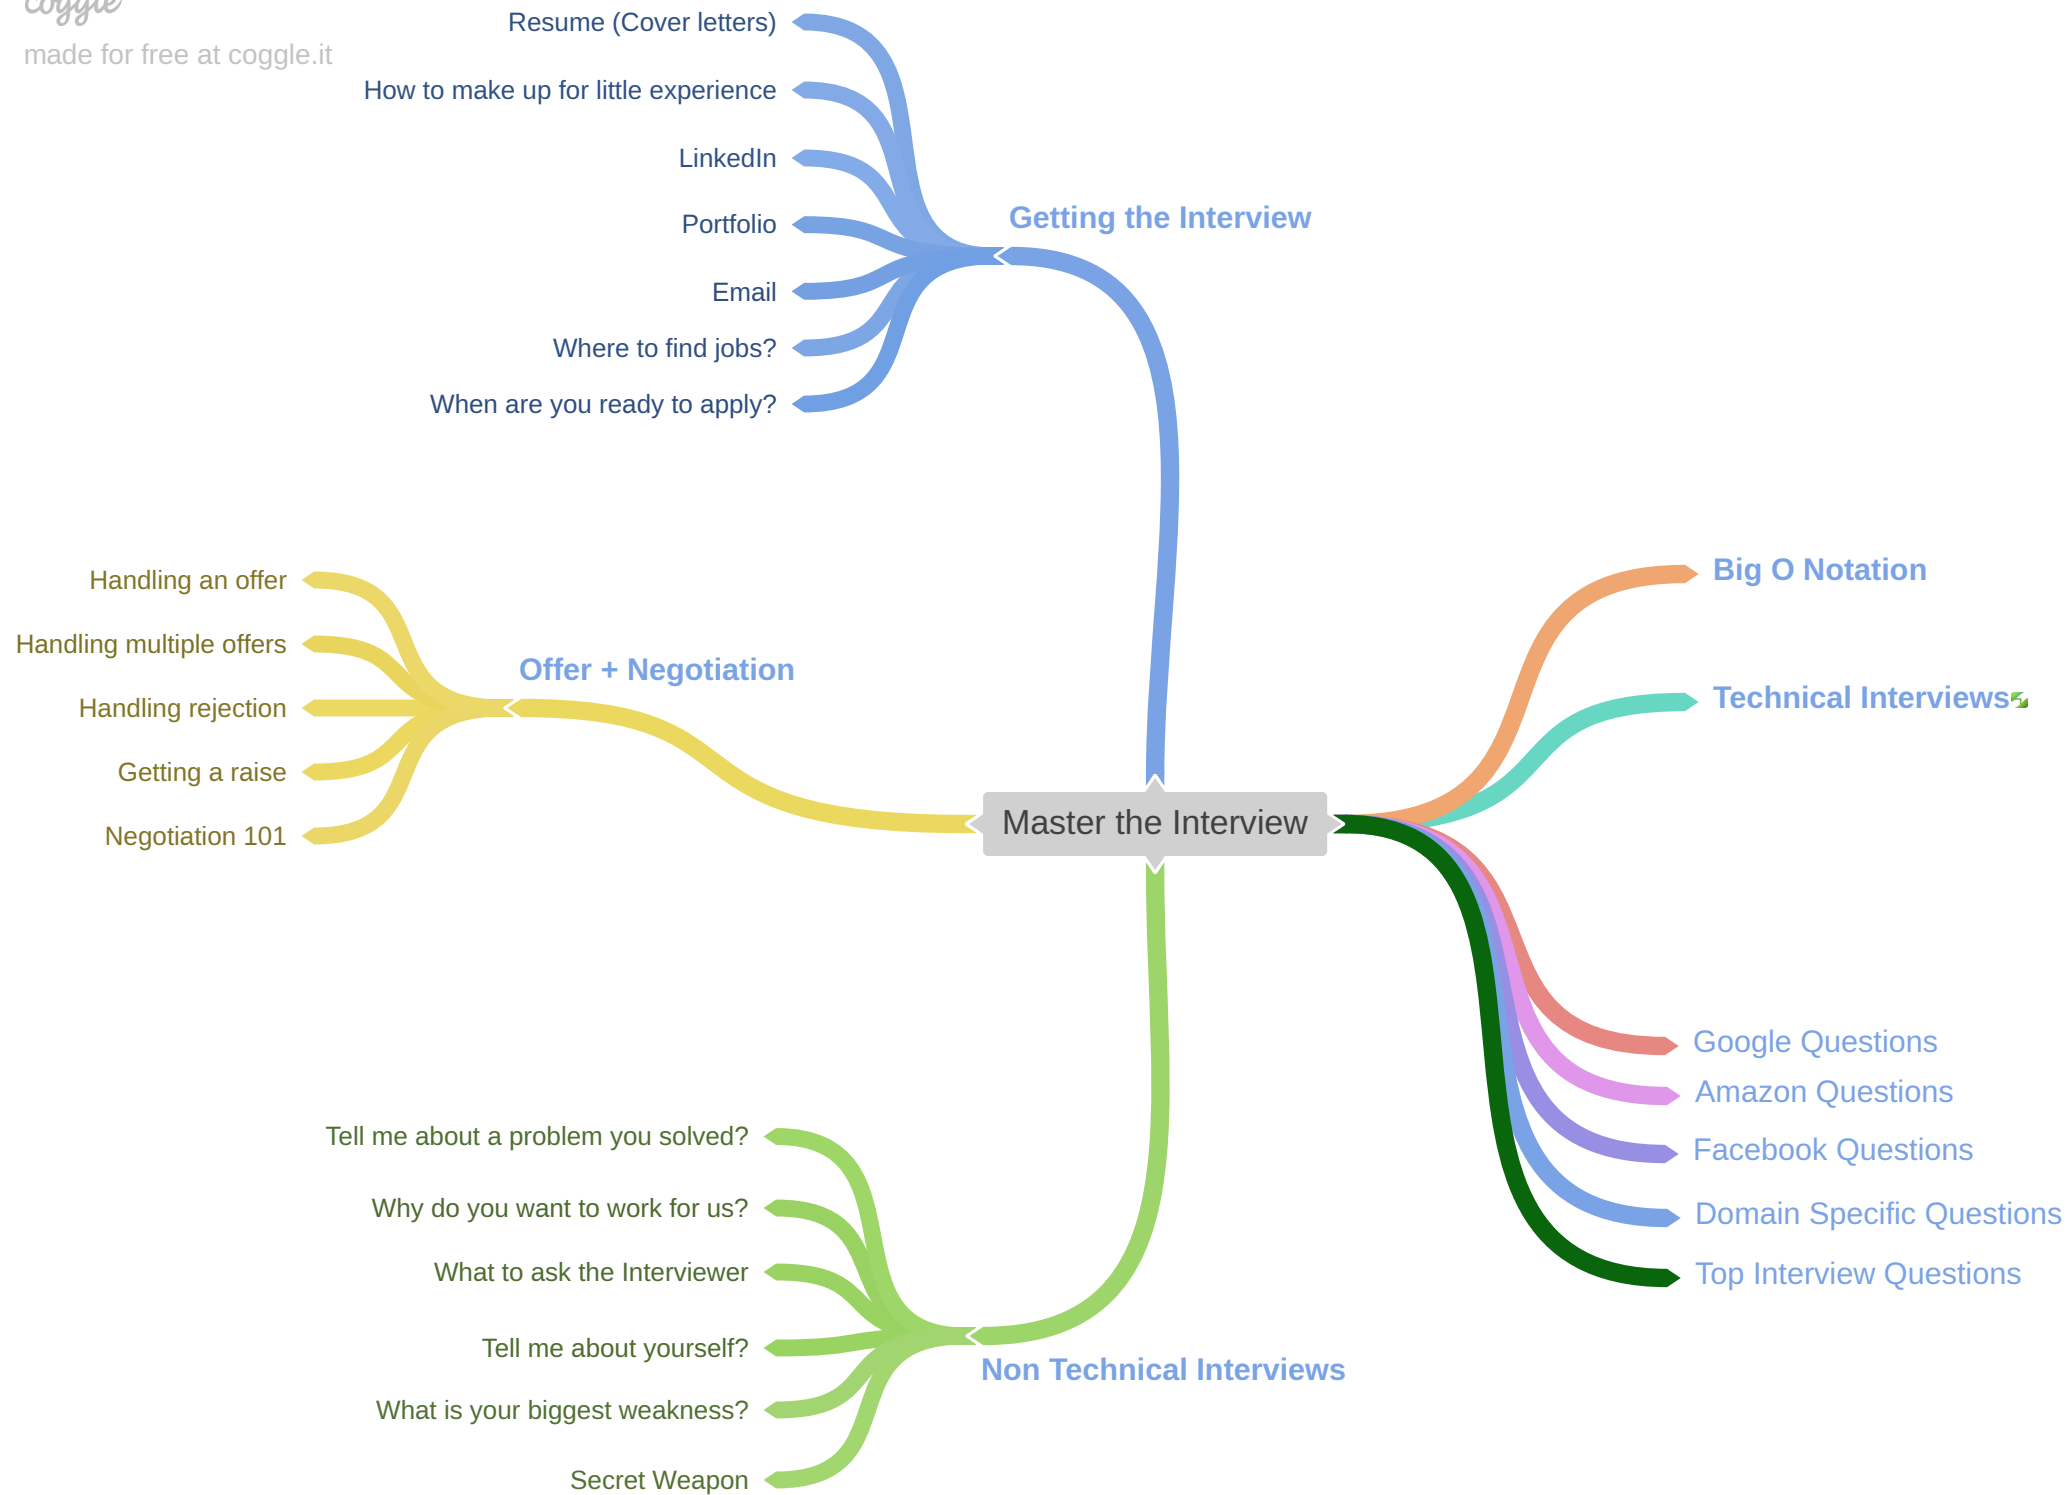 coggle
made for free at coggle.it
Resume (Cover letters)
How to make up for little experience
LinkedIn
Portfolio
Email
Where to find jobs?
When are you ready to apply?
Getting the Interview
Handling an offer
Handling multiple offers
Handling rejection
Getting a raise
Negotiation 101
Offer + Negotiation
Master the Interview
Big O Notation
Technical Interviews
Google Questions
Amazon Questions
Facebook Questions
Domain Specific Questions
Top Interview Questions
Tell me about a problem you solved?
Why do you want to work for us?
What to ask the Interviewer
Tell me about yourself?
What is your biggest weakness?
Secret Weapon
Non Technical Interviews